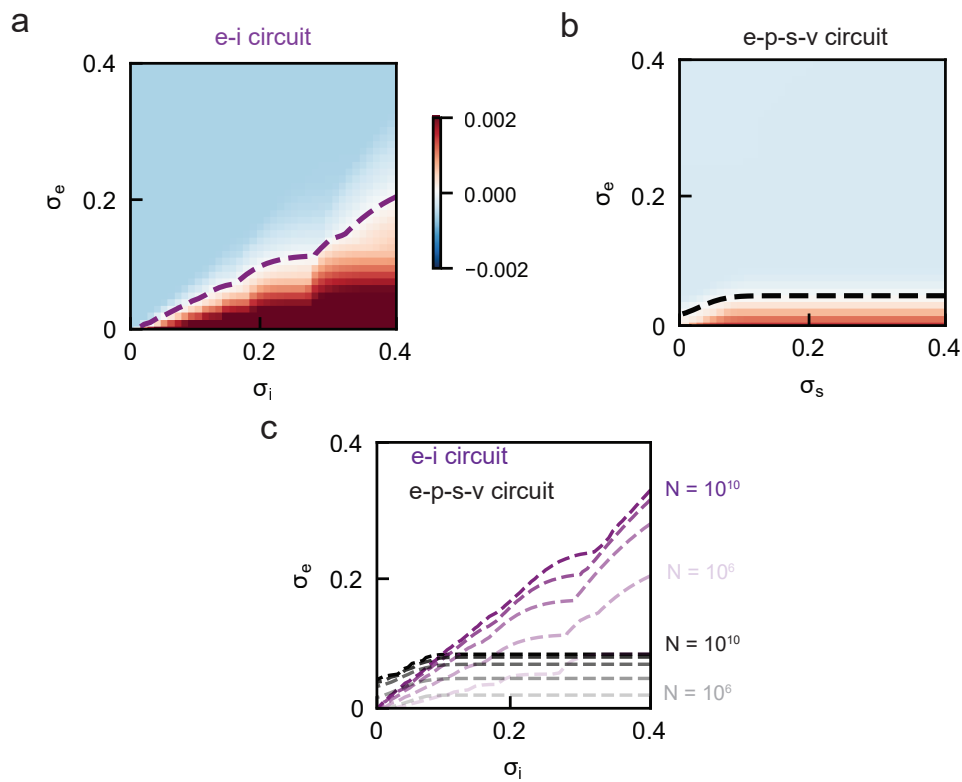 a
e-i circuit
0.4
0.2
0
σe
0
0.2
0.4
σi
0.002
0.000
−0.002
b
e-p-s-v circuit
0.4
0.2
0
σe
0
0.2
0.4
σs
c
e-i circuit
e-p-s-v circuit
0.4
0.2
0
σe
0
0.2
0.4
σi
N = 10¹⁰
N = 10⁶
N = 10¹⁰
N = 10⁶